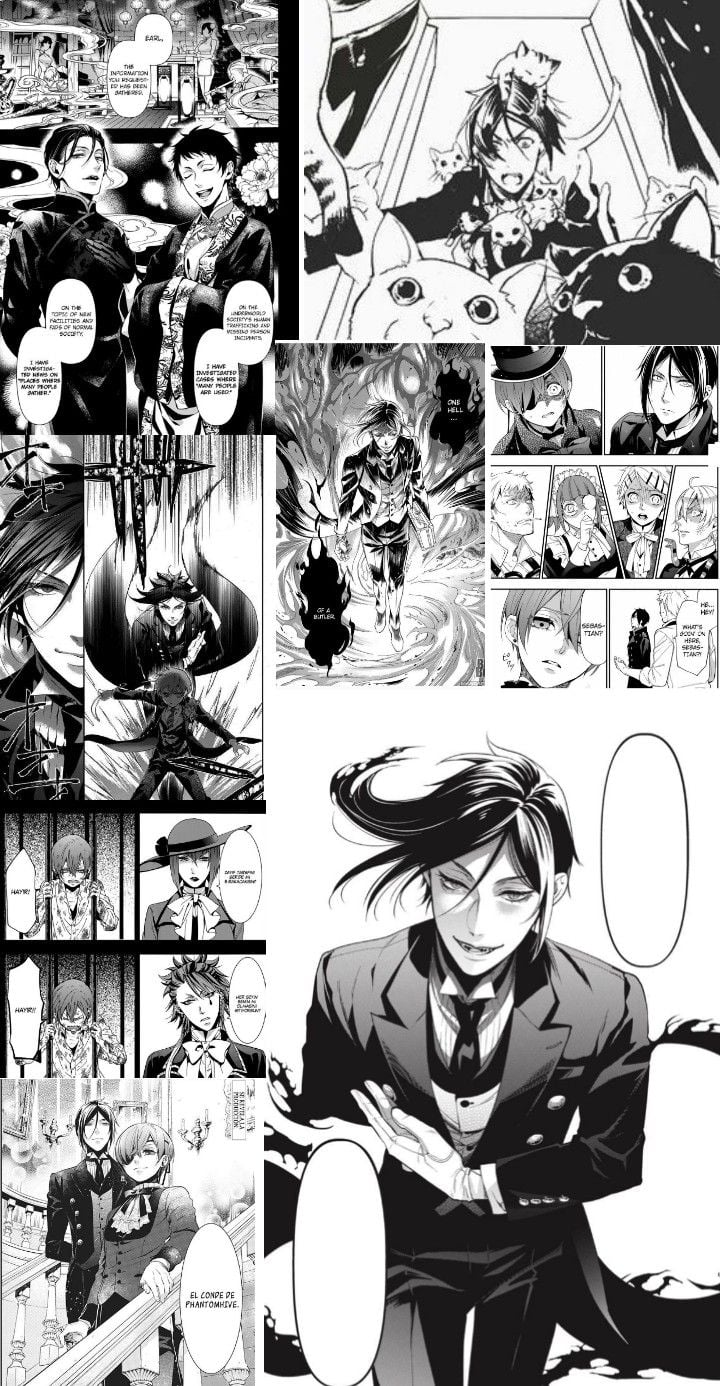 EARL,
THE
INFORMATION
YOU REQUEST-
ED HAS BEEN
GATHERED.
ON THE
TOPIC OF NEW
FACILITIES AND
FADS OF NORMAL
SOCIETY,
I HAVE
INVESTIGA-
TED NEWS ON
"PLACES WHERE
MANY PEOPLE
GATHER."
ON THE
UNDERWORLD
SOCIETY'S HUMAN
TRAFFICKING AND
MISSING PERSON
INCIDENTS,
I HAVE
INVESTIGATED
CASES WHERE
"MANY PEOPLE
ARE USED."
ONE HELL
...
OF A
BUTLER.
HE...
HEY!
WHAT'S
GOIN' ON
HERE,
SEBAS-
TIAN?
SEBAS-
TIAN?
HAYIR!
HAYIR!!
HER ŞEYİN
EL CONDE DE
PHANTOMHIVE.